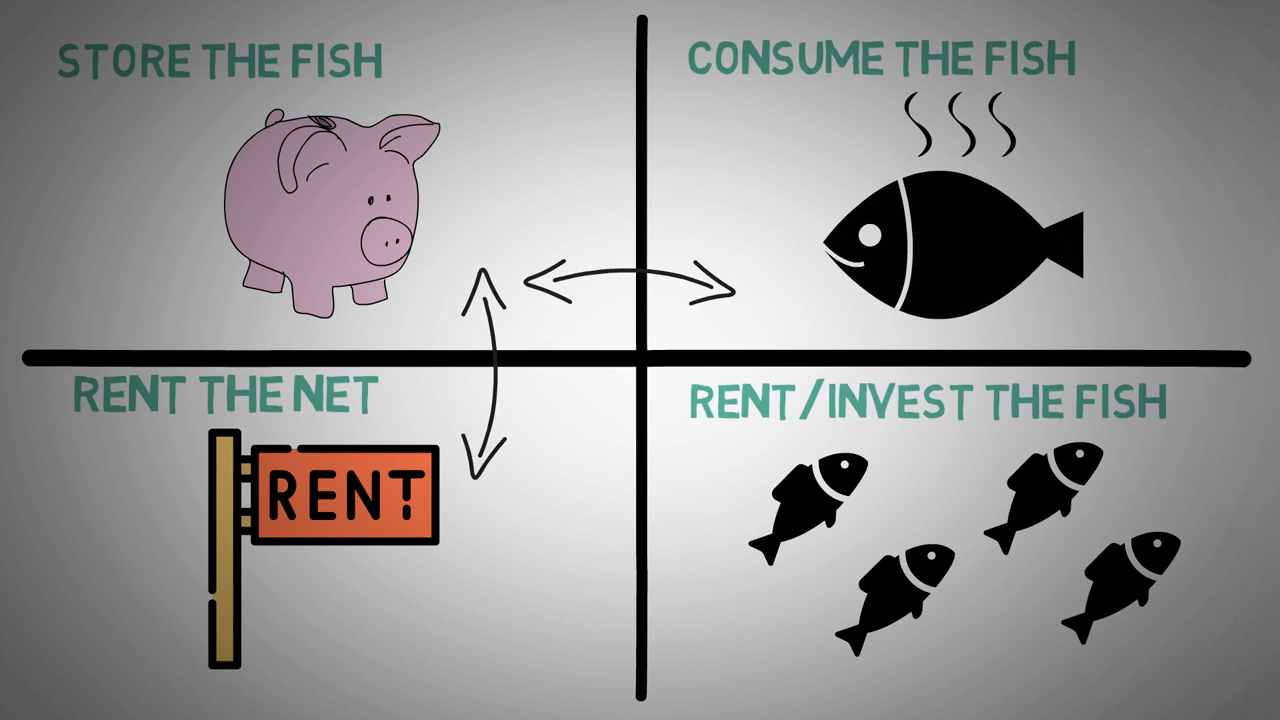 STORE THE FISH
CONSUME THE FISH
RENT THE NET
RENT/INVEST THE FISH
RENT